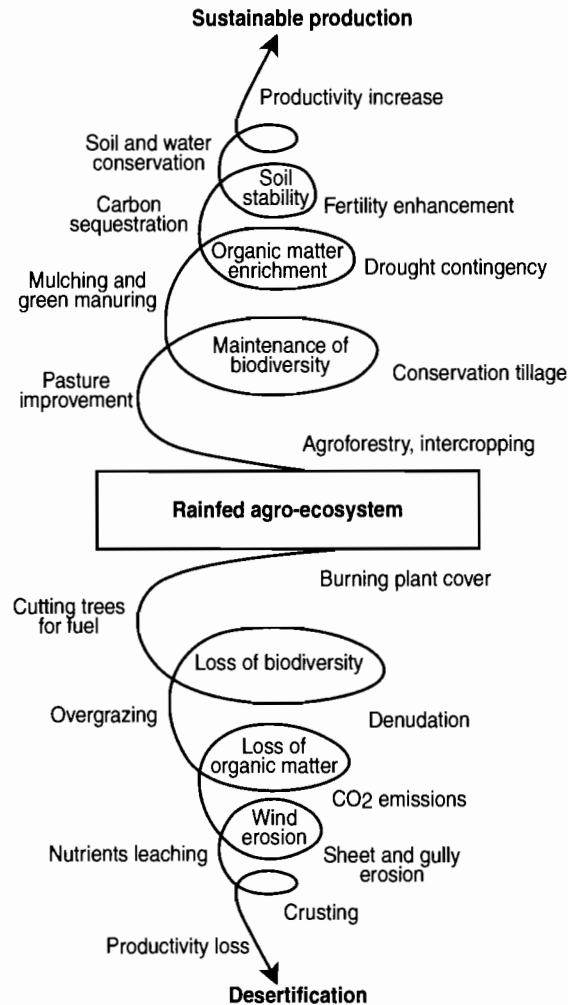 Sustainable production
Productivity increase
Soil and water
conservation
Soil
stability
Carbon
sequestration
Fertility enhancement
Organic matter
enrichment
Drought contingency
Mulching and
green manuring
Maintenance of
biodiversity
Conservation tillage
Pasture
improvement
Agroforestry, intercropping
Rainfed agro-ecosystem
Burning plant cover
Cutting trees
for fuel
Loss of biodiversity
Overgrazing
Denudation
Loss of
organic matter
CO2 emissions
Wind
erosion
Nutrients leaching
Sheet and gully
erosion
Crusting
Productivity loss
Desertification